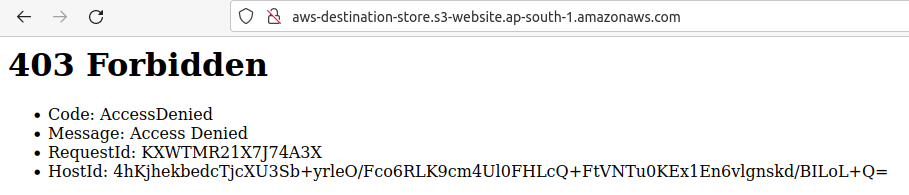 aws-destination-store.s3-website.ap-south-1.amazonaws.com
403 Forbidden
• Code: AccessDenied
• Message: Access Denied
• RequestId: KXWTMR21X7J74A3X
• HostId: 4hKjhekbedcTjcXU3Sb+yrleO/Fco6RLK9cm4Ul0FHLcQ+FtVNTu0KEx1En6vlgnskd/BILoL+Q=